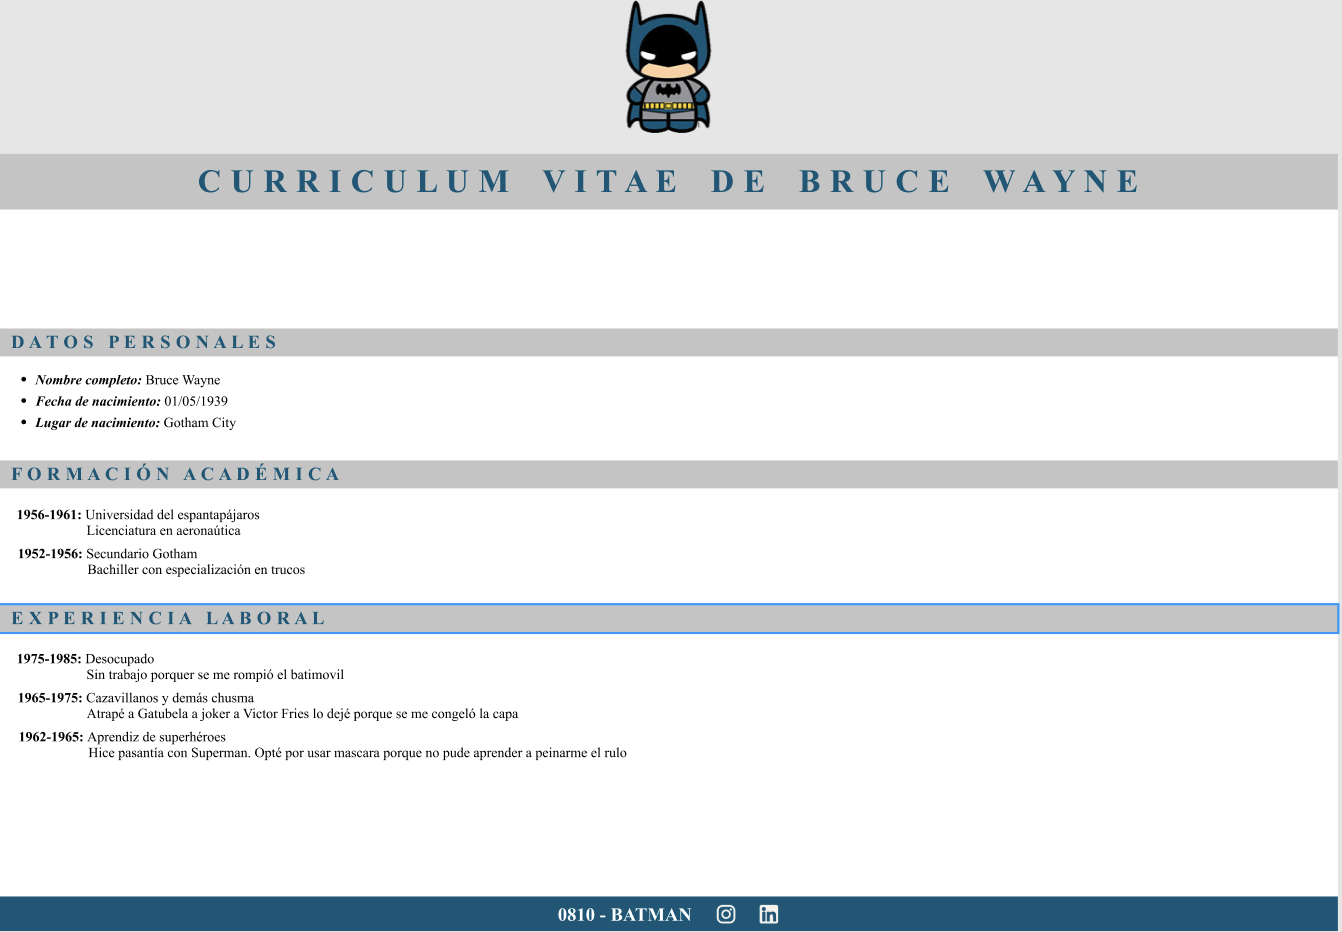 CURRICULUM VITAE DE BRUCE WAYNE
DATOS PERSONALES
• Nombre completo: Bruce Wayne
• Fecha de nacimiento: 01/05/1939
• Lugar de nacimiento: Gotham City
FORMACIÓN ACADÉMICA
1956-1961: Universidad del espantapájaros
Licenciatura en aeronaútica
1952-1956: Secundario Gotham
Bachiller con especialización en trucos
EXPERIENCIA LABORAL
1975-1985: Desocupado
Sin trabajo porquer se me rompió el batimovil
1965-1975: Cazavillanos y demás chusma
Atrapé a Gatubela a joker a Victor Fries lo dejé porque se me congeló la capa
1962-1965: Aprendiz de superhéroes
Hice pasantía con Superman. Opté por usar mascara porque no pude aprender a peinarme el rulo
0810 - BATMAN